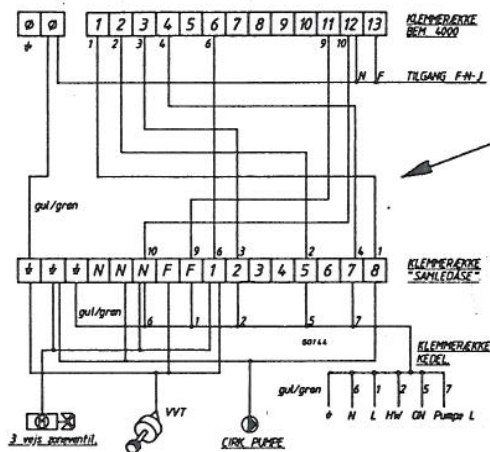 Ø Ø 1 2 3 4 5 6 7 8 9 10 11 12 13
KLEMMERÆKKE
BEM 4000
1 2 3 4 6 9 10
N F
TILGANG F-N-J
gul/grøn
10 9 6 3 2 4 1
N N N F F 1 2 3 4 5 6 7 8
KLEMMERÆKKE
"SAMLEDÅSE"
gul/grøn
6 1 2 5 7
60144
KLEMMERÆKKE
KEDEL
gul/grøn
6 1 2 5 7
N L HW ON Pumpe L
VVT
M
3 vejs zoneventil.
CIRK PUMPE